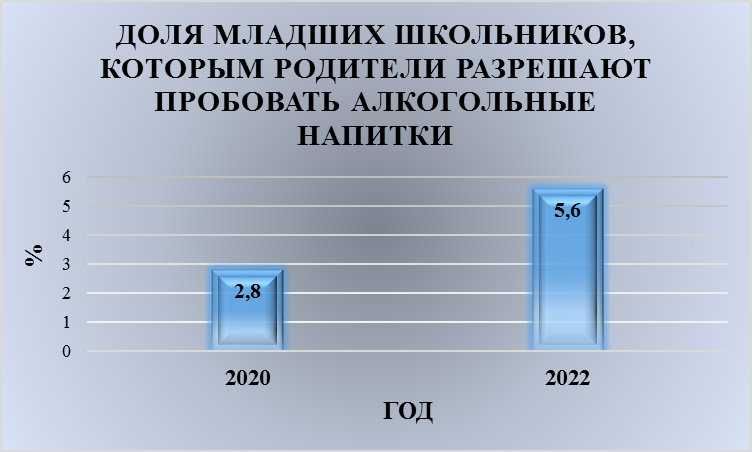 ДОЛЯ МЛАДШИХ ШКОЛЬНИКОВ,
КОТОРЫМ РОДИТЕЛИ РАЗРЕШАЮТ
ПРОБОВАТЬ АЛКОГОЛЬНЫЕ
НАПИТКИ
6
5
4
3
2
1
0
%
2,8
5,6
2020
2022
ГОД